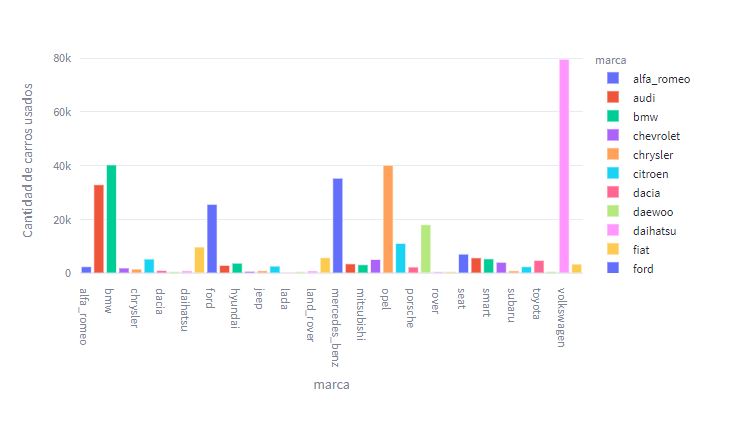 Cantidad de carros usados
80k
60k
40k
20k
0
alfa_romeo
bmw
chrysler
dacia
daihatsu
ford
hyundai
jeep
lada
land_rover
mercedes_benz
mitsubishi
opel
porsche
rover
seat
smart
subaru
toyota
volkswagen
marca
marca
alfa_romeo
audi
bmw
chevrolet
chrysler
citroen
dacia
daewoo
daihatsu
fiat
ford